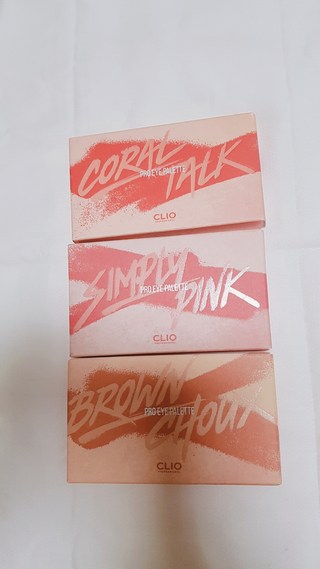 CORAL
PRO EYE PALETTE
TALK
CLIO
SIMPLY
PRO EYE PALETTE
PINK
CLIO
BROWN
PRO EYE PALETTE
CHOUX
CLIO